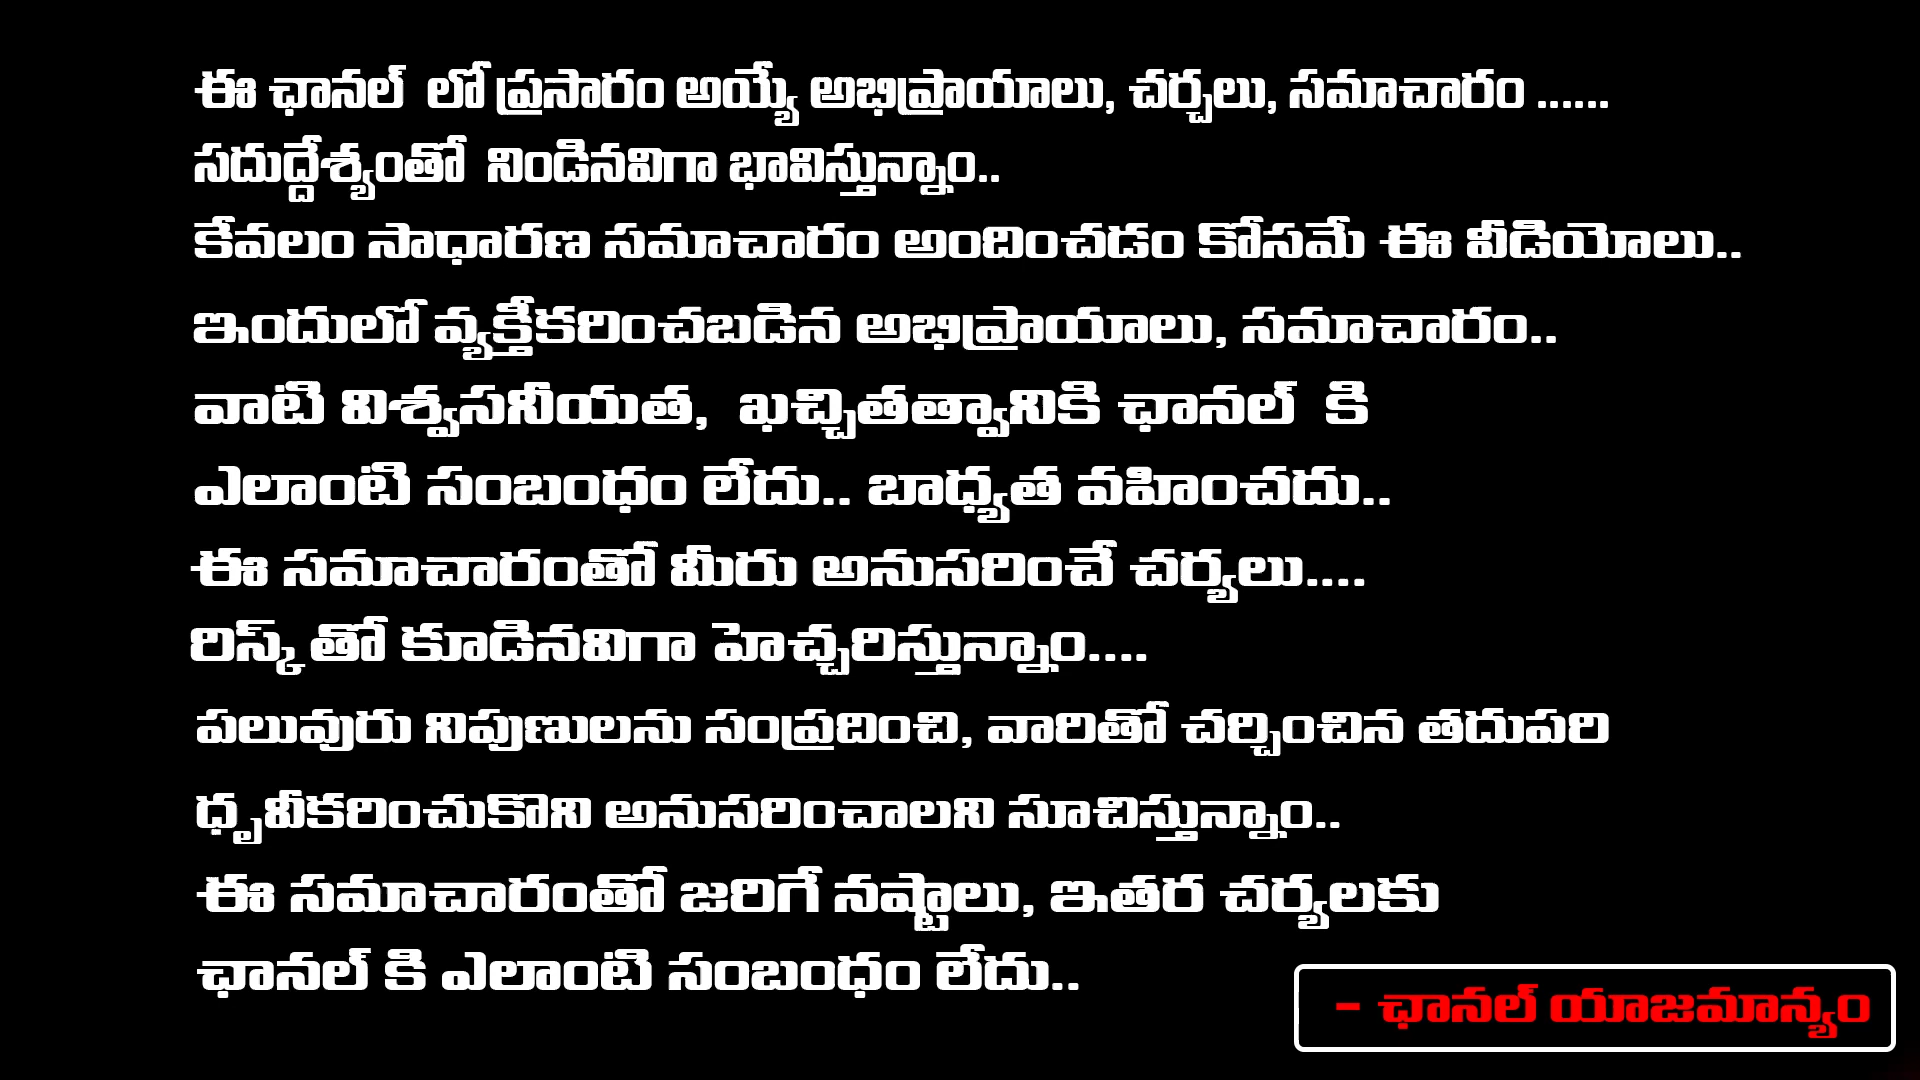 ఈ ఛానల్ లో ప్రసారం అయ్యే అభిప్రాయాలు, చర్చలు, సమాచారం ......
సదుద్దేశ్యంతో నిండినవిగా భావిస్తున్నాం..
కేవలం సాధారణ సమాచారం అందించడం కోసమే ఈ వీడియోలు..
ఇందులో వ్యక్తీకరించబడిన అభిప్రాయాలు, సమాచారం..
వాటి విశ్వసనీయత, ఖచ్చితత్వానికి ఛానల్ కి
ఎలాంటి సంబంధం లేదు.. బాధ్యత వహించదు..
ఈ సమాచారంతో మీరు అనుసరించే చర్యలు....
రిస్క్ తో కూడినవిగా హెచ్చరిస్తున్నాం....
పలువురు నిపుణులను సంప్రదించి, వారితో చర్చించిన తదుపరి
ధృవీకరించుకొని అనుసరించాలని సూచిస్తున్నాం..
ఈ సమాచారంతో జరిగే నష్టాలు, ఇతర చర్యలకు
ఛానల్ కి ఎలాంటి సంబంధం లేదు..
- ఛానల్ యాజమాన్యం